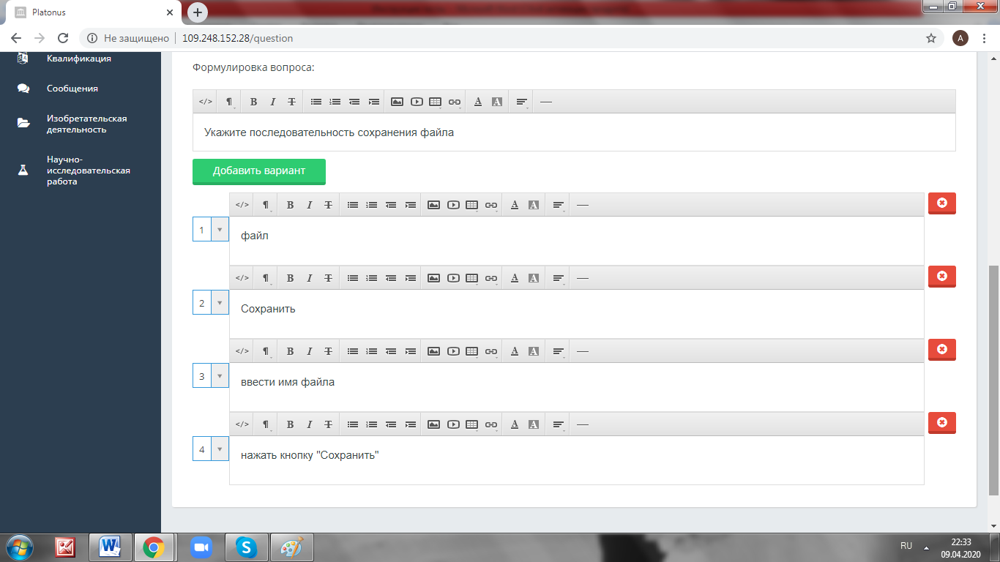 Platonus
Не защищено 109.248.152.28/question
A
Квалификация
Сообщения
Изобретательская
деятельность
Научно-
исследовательская
работа
Формулировка вопроса:
Укажите последовательность сохранения файла
Добавить вариант
1
файл
2
Сохранить
3
ввести имя файла
4
нажать кнопку "Сохранить"
RU
22:33
09.04.2020